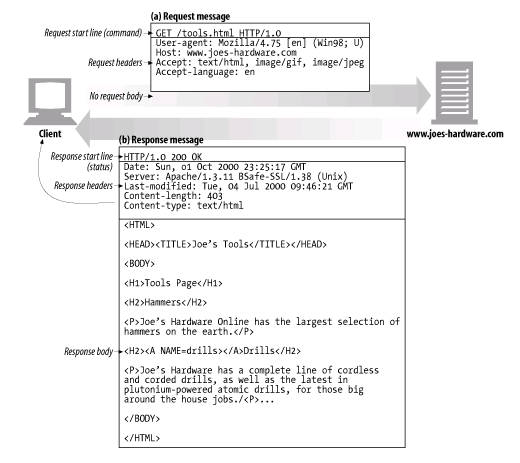 (a) Request message
Request start line (command)
GET /tools.html HTTP/1.0
User-agent: Mozilla/4.75 [en] (Win98; U)
Host: www.joes-hardware.com
Request headers
Accept: text/html, image/gif, image/jpeg
Accept-language: en
No request body
Client
www.joes-hardware.com
(b) Response message
Response start line
(status)
HTTP/1.0 200 OK
Date: Sun, 01 Oct 2000 23:25:17 GMT
Server: Apache/1.3.11 BSafe-SSL/1.38 (Unix)
Response headers
Last-modified: Tue, 04 Jul 2000 09:46:21 GMT
Content-length: 403
Content-type: text/html
<HTML>
<HEAD><TITLE>Joe's Tools</TITLE></HEAD>
<BODY>
<H1>Tools Page</H1>
<H2>Hammers</H2>
<P>Joe's Hardware Online has the largest selection of
hammers on the earth.</P>
Response body
<H2><A NAME=drills></A>Drills</H2>
<P>Joe's Hardware has a complete line of cordless
and corded drills, as well as the latest in
plutonium-powered atomic drills, for those big
around the house jobs./<P>...
</BODY>
</HTML>